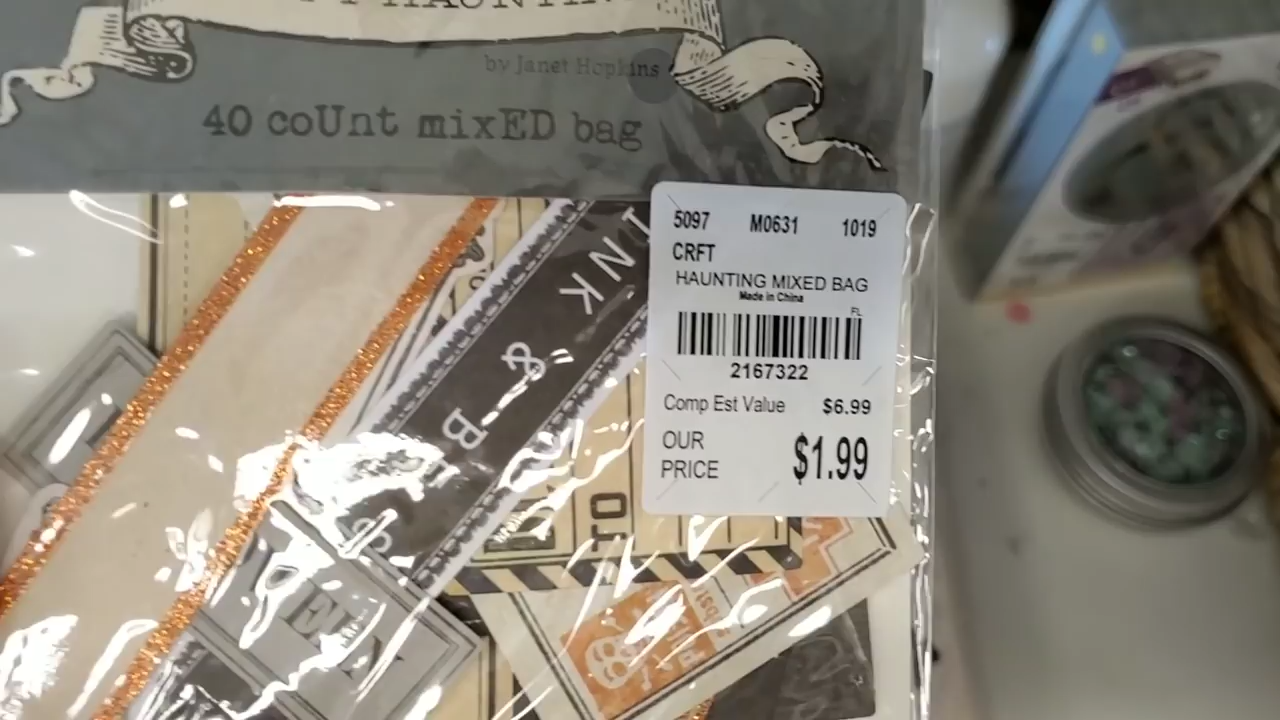 by Janet Hopkins
40 coUnt mixED bag
5097 M0631 1019
CRFT
HAUNTING MIXED BAG
Made in China
FL
2167322
Comp Est Value $6.99
OUR PRICE $1.99
&
TO